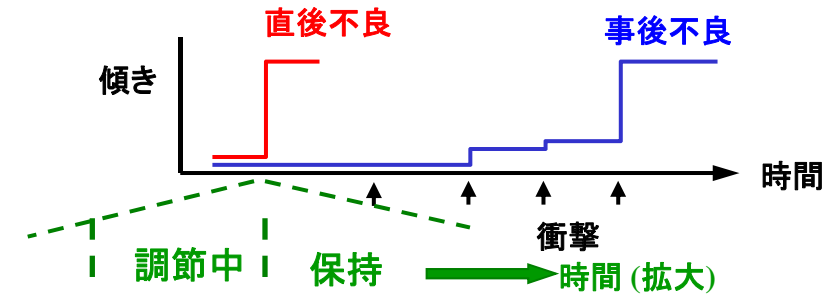 直後不良
事後不良
傾き
時間
衝撃
調節中
保持
時間 (拡大)